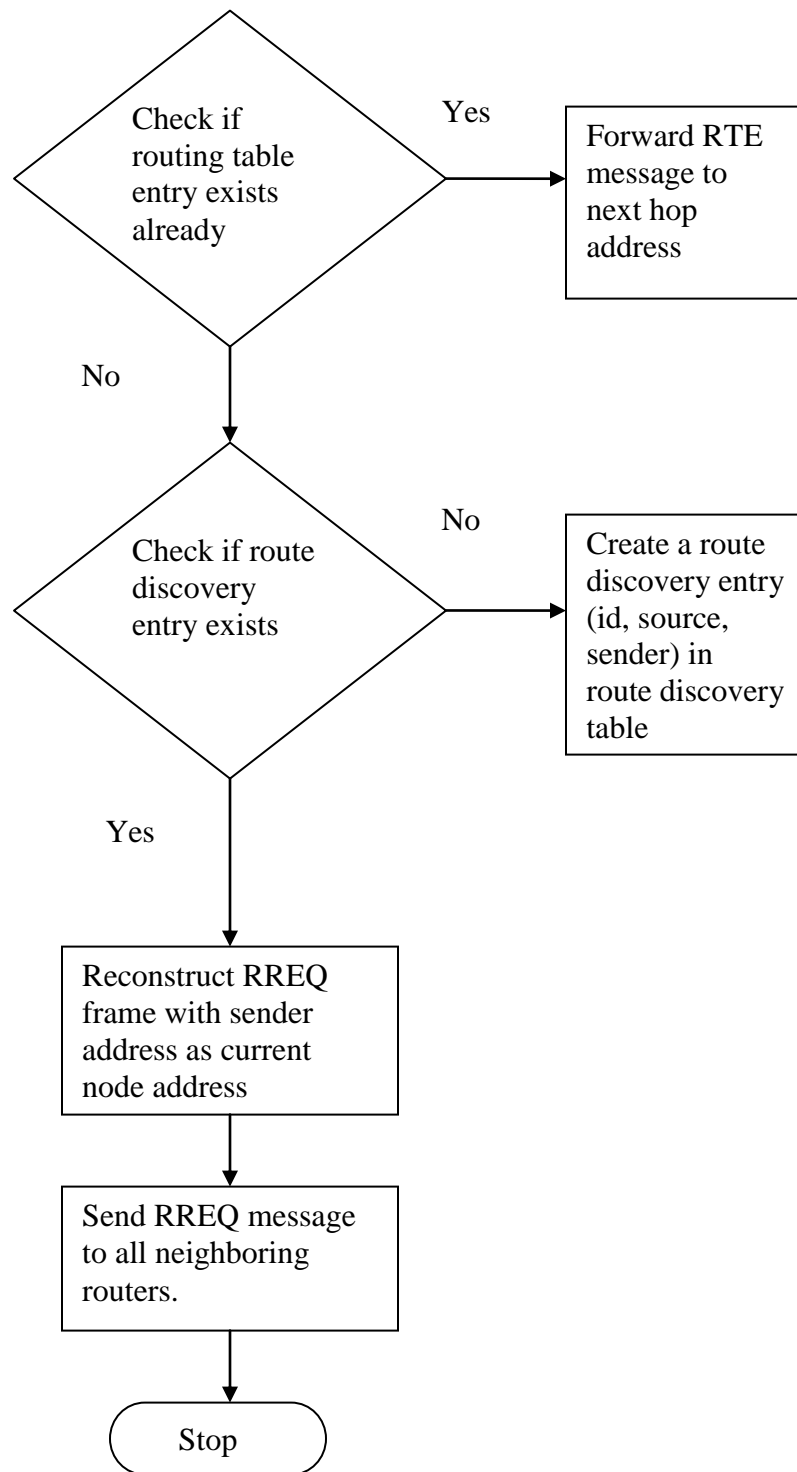 Check if
routing table
entry exists
already
Yes
Forward RTE
message to
next hop
address
No
Check if route
discovery
entry exists
No
Create a route
discovery entry
(id, source,
sender) in
route discovery
table
Yes
Reconstruct RREQ
frame with sender
address as current
node address
Send RREQ message
to all neighboring
routers.
Stop